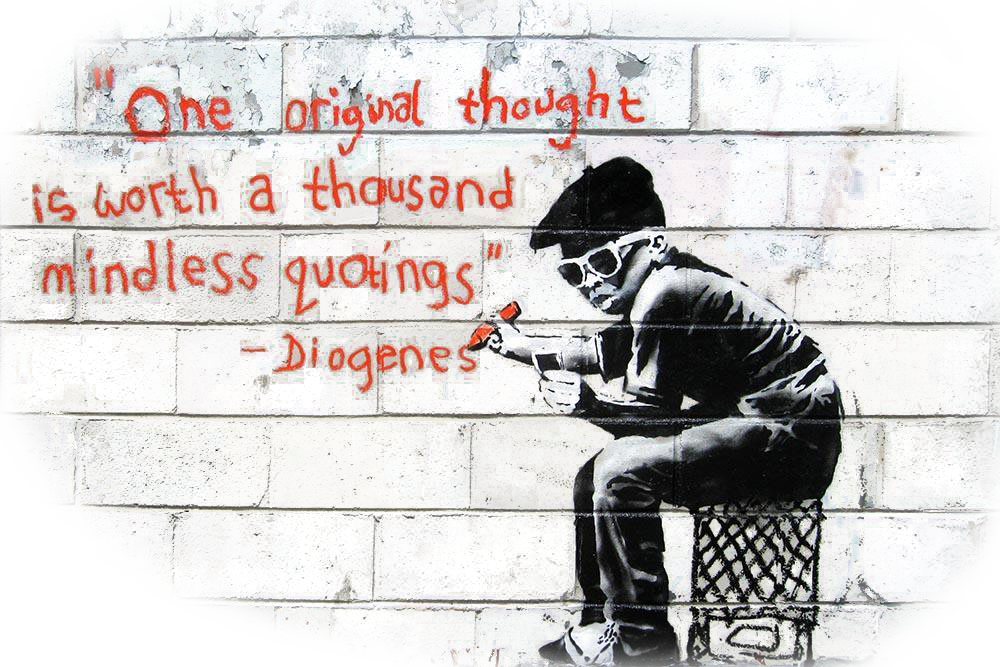 "One original thought
is worth a thousand
mindless quotings"
- Diogenes